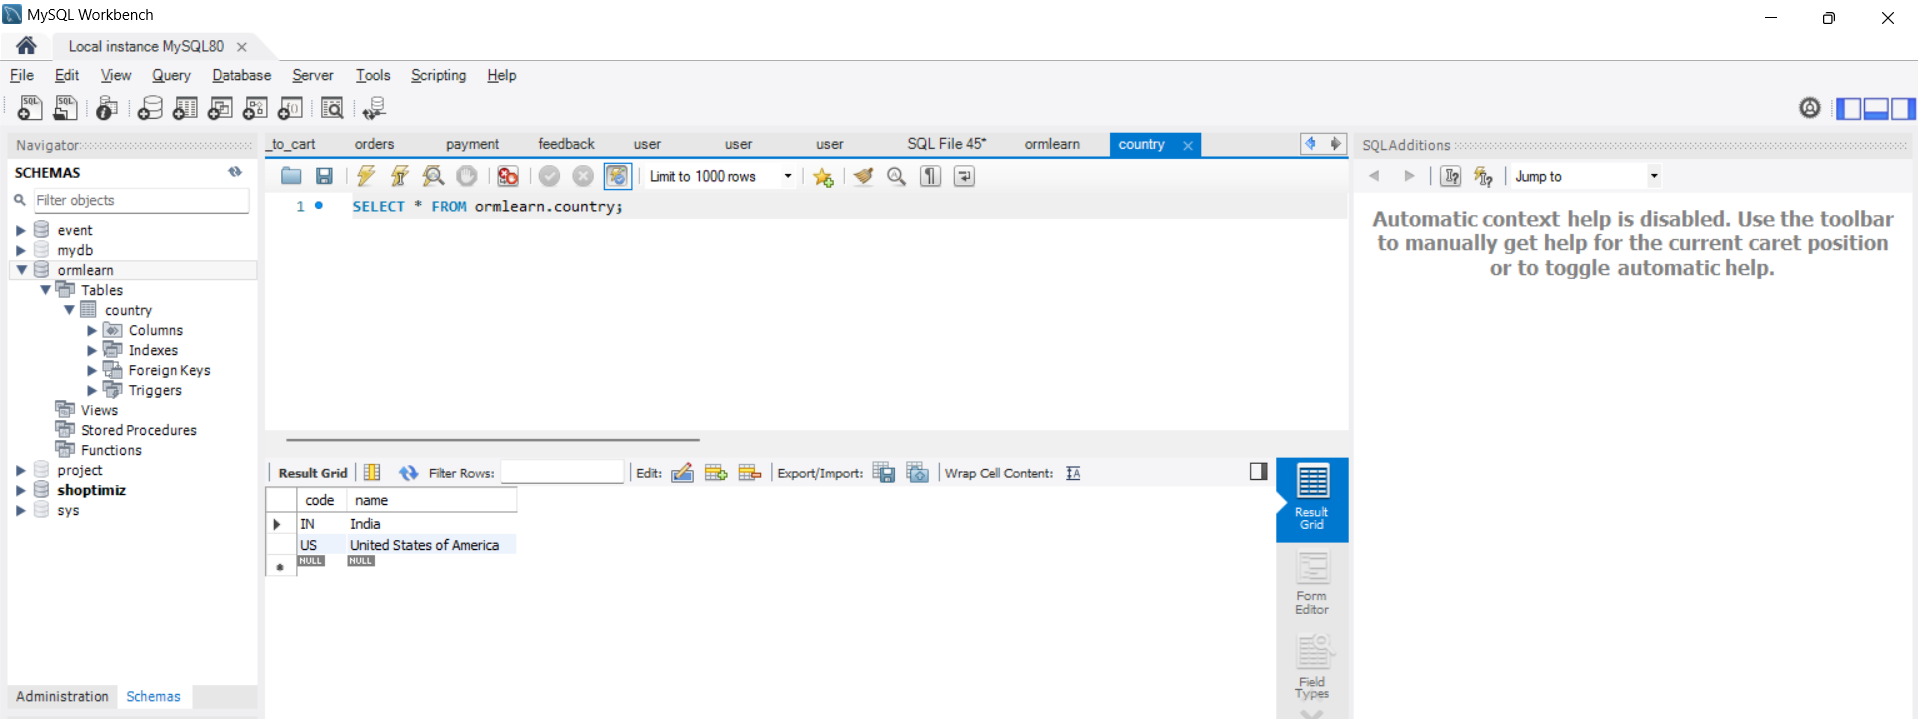 MySQL Workbench
Local instance MySQL80
File Edit View Query Database Server Tools Scripting Help
Navigator
SCHEMAS
Filter objects
event
mydb
ormlearn
Tables
country
Columns
Indexes
Foreign Keys
Triggers
Views
Stored Procedures
Functions
project
shoptimiz
sys
Administration Schemas
_to_cart orders payment feedback user user user SQL File 45* ormlearn country
Limit to 1000 rows
1 SELECT * FROM ormlearn.country;
Result Grid Filter Rows: Edit: Export/Import: Wrap Cell Content:
code name
IN India
US United States of America
NULL NULL
Result
Grid
Form
Editor
Field
Types
SQLAdditions
Jump to
Automatic context help is disabled. Use the toolbar
to manually get help for the current caret position
or to toggle automatic help.